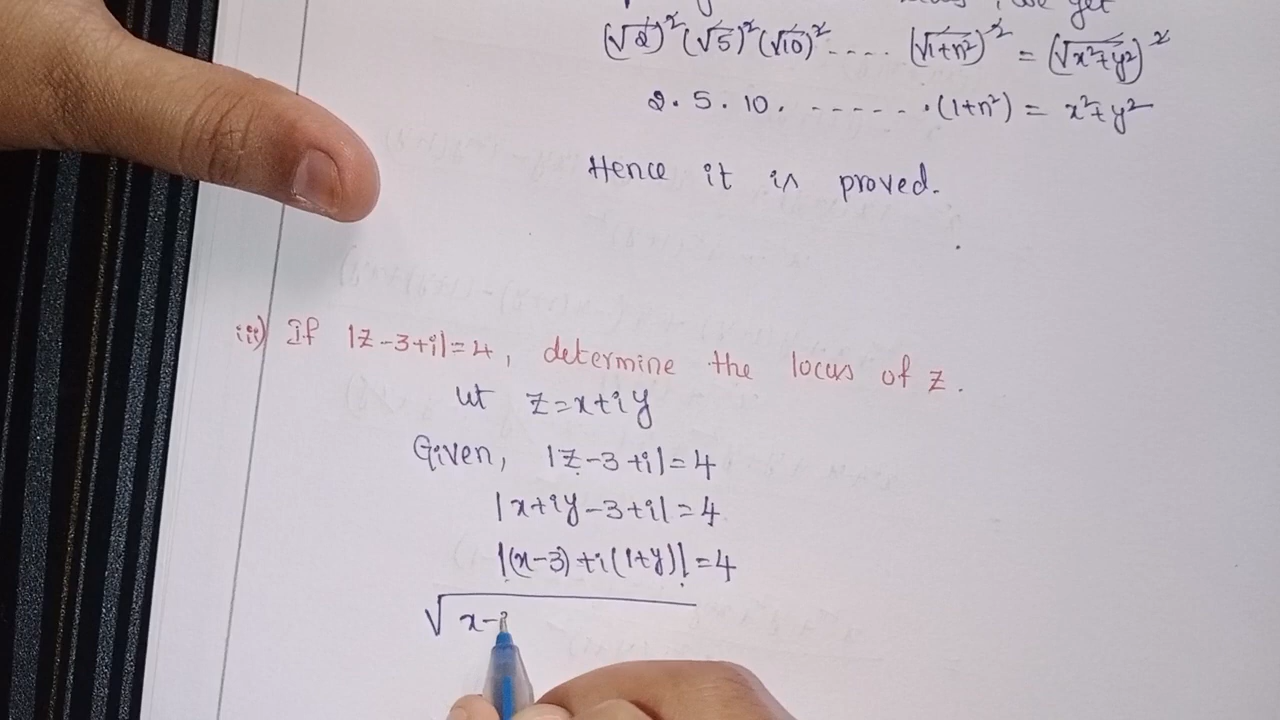 , we get
(√2)² (√5)² (√10)² ..... (√1+n²)² = (√x²+y²)²
2. 5. 10. ------ .(1+n²) = x²+y²
Hence it is proved.
iii) If |z-3+i|=4, determine the locus of z.
let z=x+iy
Given, |z-3+i|=4
|x+iy-3+i|=4
|(x-3)+i(1+y)|=4
√x-